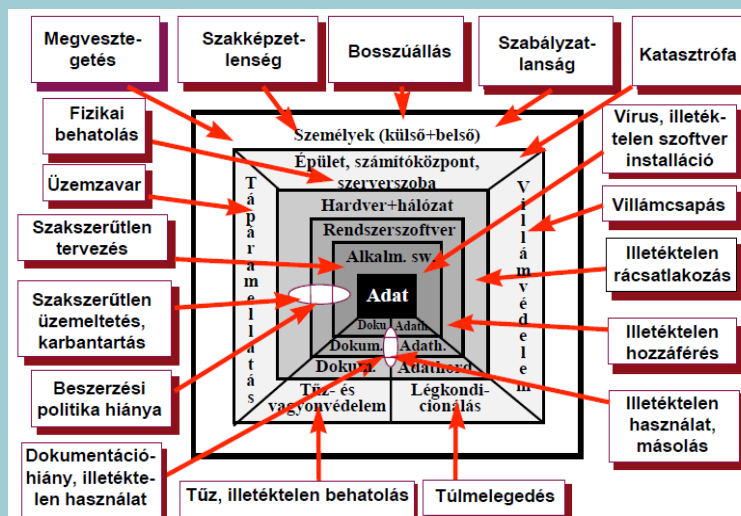 Megveszte-
getés
Szakképzet-
lenség
Bosszúállás
Szabályzat-
lanság
Katasztrófa
Fizikai
behatolás
Üzemzavar
Szakszerűtlen
tervezés
Szakszerűtlen
üzemeltetés,
karbantartás
Beszerzési
politika hiánya
Dokumentáció-
hiány, illetékte-
len használat
Személyek (külső+belső)
Épület, számítóközpont,
szerverszoba
Tápáramellátás
Hardver+hálózat
Rendszerszoftver
Alkalm. sw.
Adat
Doku Adath.
Dokum. Adath.
Dokum. Adathord
Tűz- és
vagyonvédelem
Légkondi-
cionálás
Villámvédelem
Vírus, illeték-
telen szoftver
installáció
Villámcsapás
Illetéktelen
rácsatlakozás
Illetéktelen
hozzáférés
Illetéktelen
használat,
másolás
Tűz, illetéktelen behatolás
Túlmelegedés